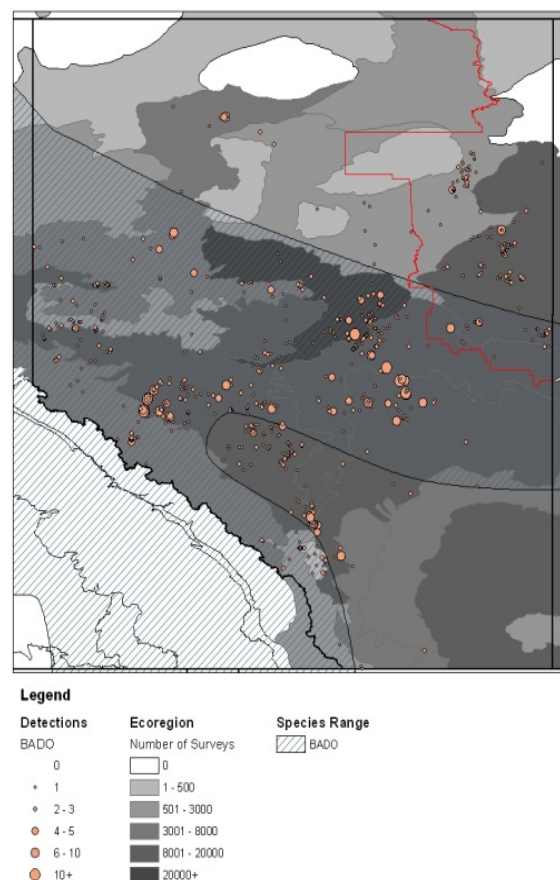 Legend
Detections
BADO
0
1
2 - 3
4 - 5
6 - 10
10+
Ecoregion
Number of Surveys
0
1 - 500
501 - 3000
3001 - 8000
8001 - 20000
20000+
Species Range
BADO